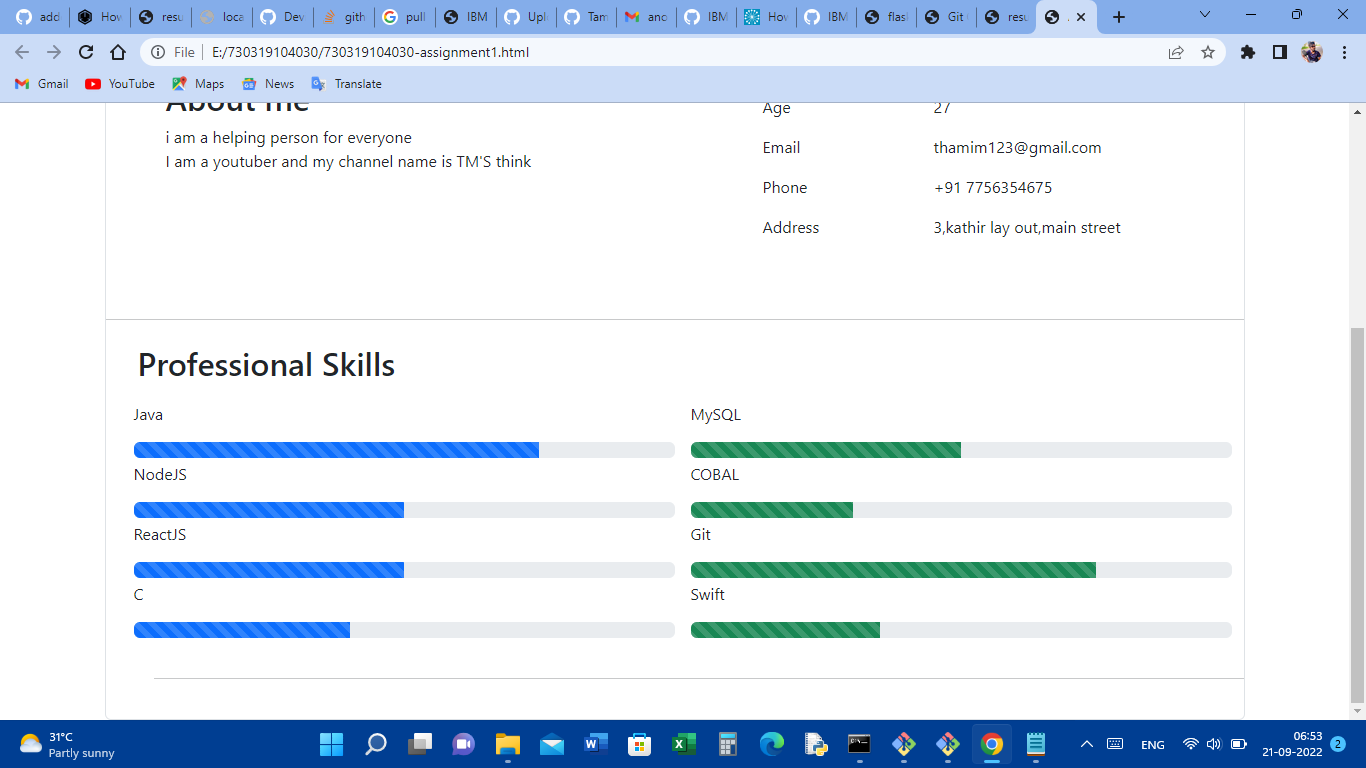 add How resu loca Dev gith pull IBM Uplo Tam ano IBM How IBM flas Git resu
File E:/730319104030/730319104030-assignment1.html
Gmail YouTube Maps News Translate
About me
i am a helping person for everyone
I am a youtuber and my channel name is TM'S think
Age 27
Email thamim123@gmail.com
Phone +91 7756354675
Address 3,kathir lay out,main street
Professional Skills
Java MySQL
NodeJS COBAL
ReactJS Git
C Swift
31°C
Partly sunny
ENG
06:53
21-09-2022
2